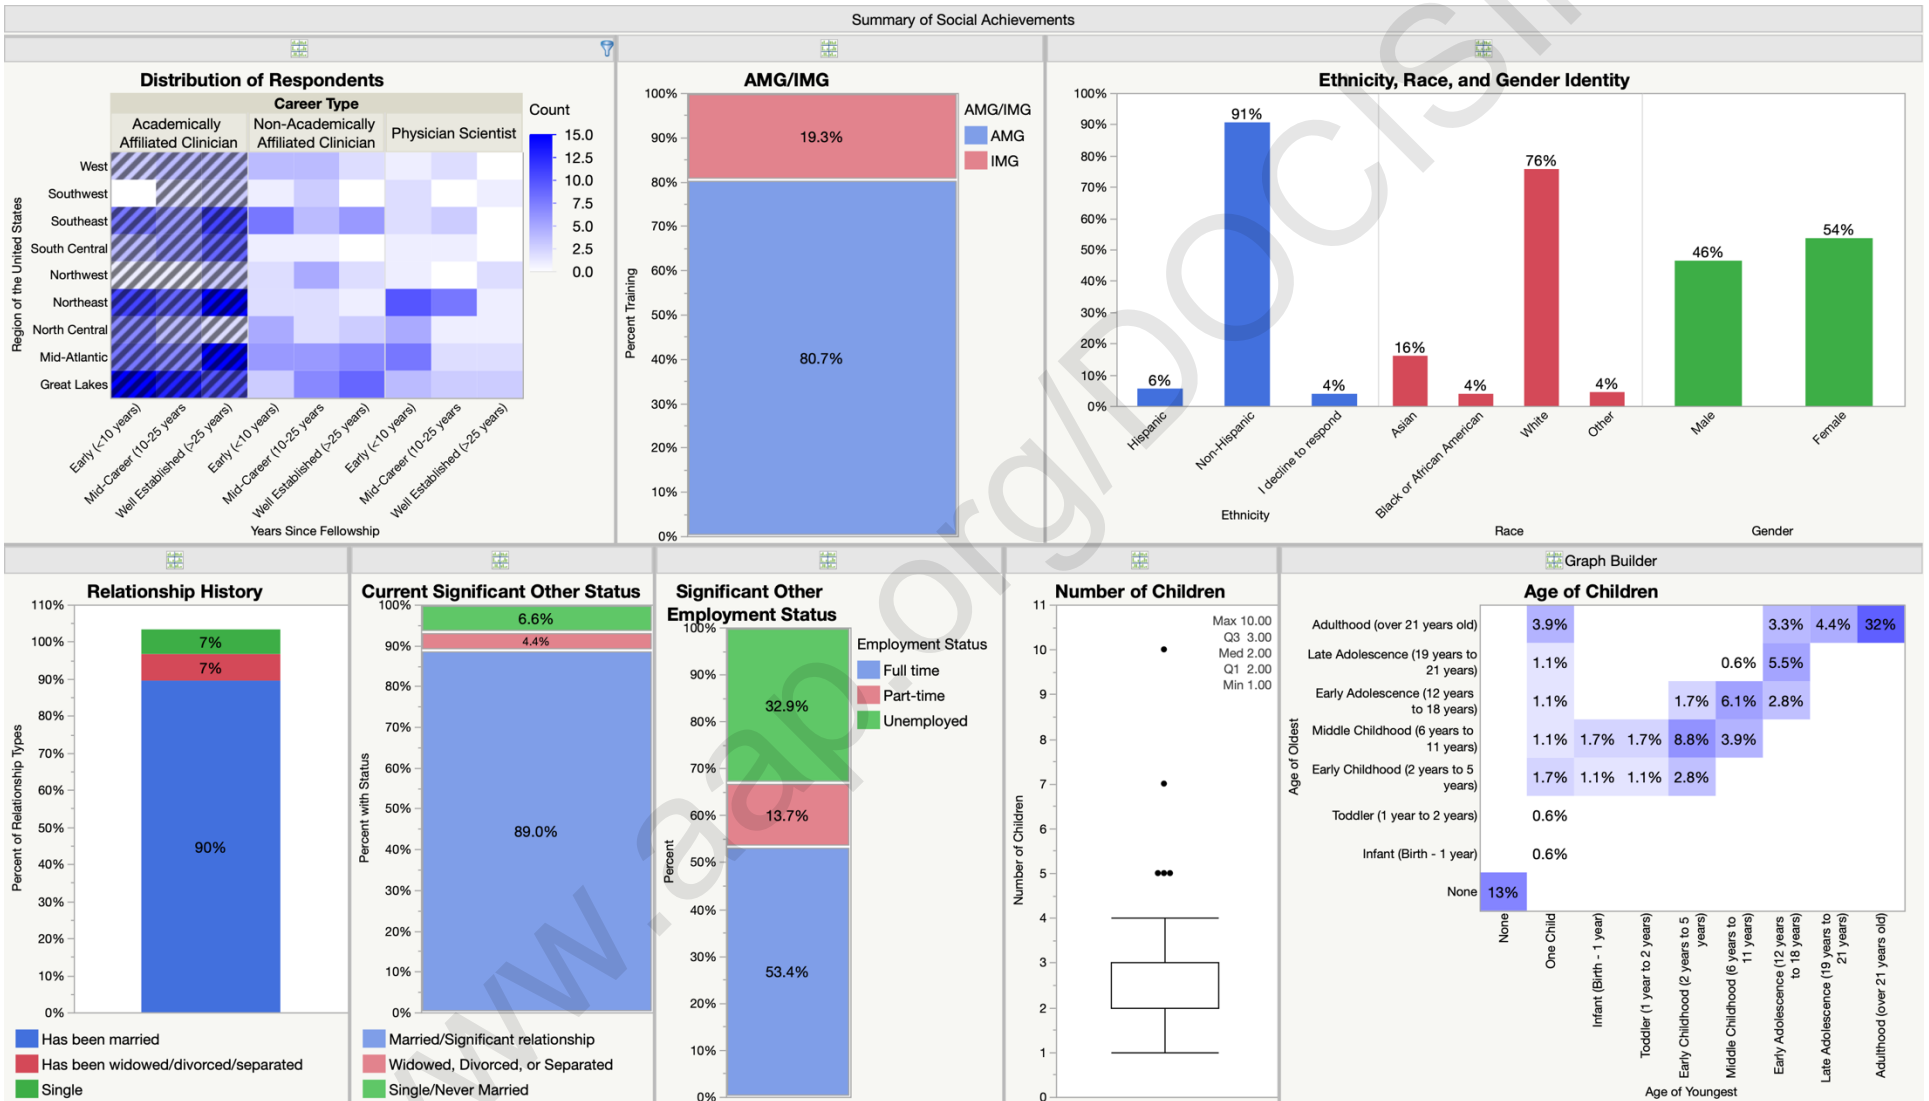 Summary of Social Achievements
Distribution of Respondents
Career Type
Academically
Affiliated Clinician
Non-Academically
Affiliated Clinician
Physician Scientist
Count
15.0
12.5
10.0
7.5
5.0
2.5
0.0
Region of the United States
West
Southwest
Southeast
South Central
Northwest
Northeast
North Central
Mid-Atlantic
Great Lakes
Early (<10 years)
Mid-Career (10-25 years
Well Established (>25 years)
Early (<10 years)
Mid-Career (10-25 years
Well Established (>25 years)
Early (<10 years)
Mid-Career (10-25 years
Well Established (>25 years)
Years Since Fellowship
AMG/IMG
Percent Training
100%
90%
80%
70%
60%
50%
40%
30%
20%
10%
0%
19.3%
80.7%
AMG/IMG
AMG
IMG
Ethnicity, Race, and Gender Identity
100%
90%
80%
70%
60%
50%
40%
30%
20%
10%
0%
6%
91%
4%
16%
4%
76%
4%
46%
54%
Hispanic
Non-Hispanic
I decline to respond
Asian
Black or African American
White
Other
Male
Female
Ethnicity
Race
Gender
Relationship History
Percent of Relationship Types
110%
100%
90%
80%
70%
60%
50%
40%
30%
20%
10%
0%
7%
7%
90%
Has been married
Has been widowed/divorced/separated
Single
Current Significant Other Status
Percent with Status
100%
90%
80%
70%
60%
50%
40%
30%
20%
10%
0%
6.6%
4.4%
89.0%
Married/Significant relationship
Widowed, Divorced, or Separated
Single/Never Married
Significant Other
Employment Status
Percent
100%
90%
80%
70%
60%
50%
40%
30%
20%
10%
0%
32.9%
13.7%
53.4%
Employment Status
Full time
Part-time
Unemployed
Number of Children
Number of Children
11
10
9
8
7
6
5
4
3
2
1
0
Max 10.00
Q3 3.00
Med 2.00
Q1 2.00
Min 1.00
Graph Builder
Age of Children
Age of Oldest
Adulthood (over 21 years old) 3.9% 3.3% 4.4% 32%
Late Adolescence (19 years to
21 years) 1.1% 0.6% 5.5%
Early Adolescence (12 years
to 18 years) 1.1% 1.7% 6.1% 2.8%
Middle Childhood (6 years to
11 years) 1.1% 1.7% 1.7% 8.8% 3.9%
Early Childhood (2 years to 5
years) 1.7% 1.1% 1.1% 2.8%
Toddler (1 year to 2 years) 0.6%
Infant (Birth - 1 year) 0.6%
None 13%
None
One Child
Infant (Birth - 1 year)
Toddler (1 year to 2 years)
Early Childhood (2 years to 5
years)
Middle Childhood (6 years to
11 years)
Early Adolescence (12 years
to 18 years)
Late Adolescence (19 years to
21 years)
Adulthood (over 21 years old)
Age of Youngest